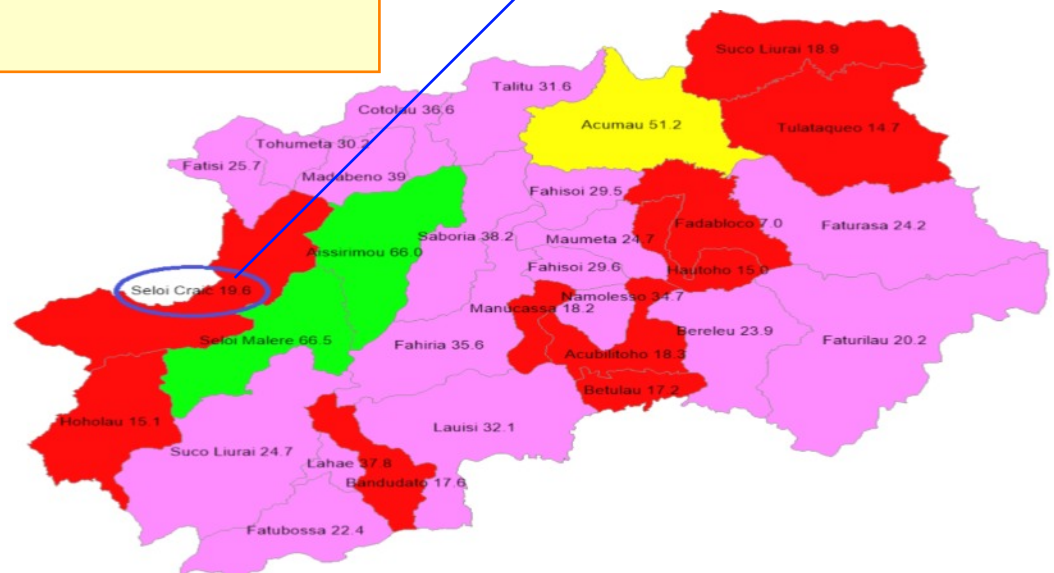 Suco Liurai 18.9
Talitu 31.6
Cotolau 36.6
Acumau 51.2
Tulataqueo 14.7
Tohumeta 30.2
Fatisi 25.7
Madabeno 39
Fahisoi 29.5
Fadabloco 7.0
Faturasa 24.2
Saboria 38.2
Maumeta 24.7
Aissirimou 66.0
Fahisoi 29.6
Hautoho 15.0
Seloi Craic 19.6
Namolesso 34.7
Manucassa 18.2
Bereleu 23.9
Seloi Malere 66.5
Fahiria 35.6
Faturilau 20.2
Acubilitoho 18.3
Betulau 17.2
Hoholau 15.1
Lauisi 32.1
Suco Liurai 24.7
Lahae 37.8
Bandudato 17.6
Fatubossa 22.4